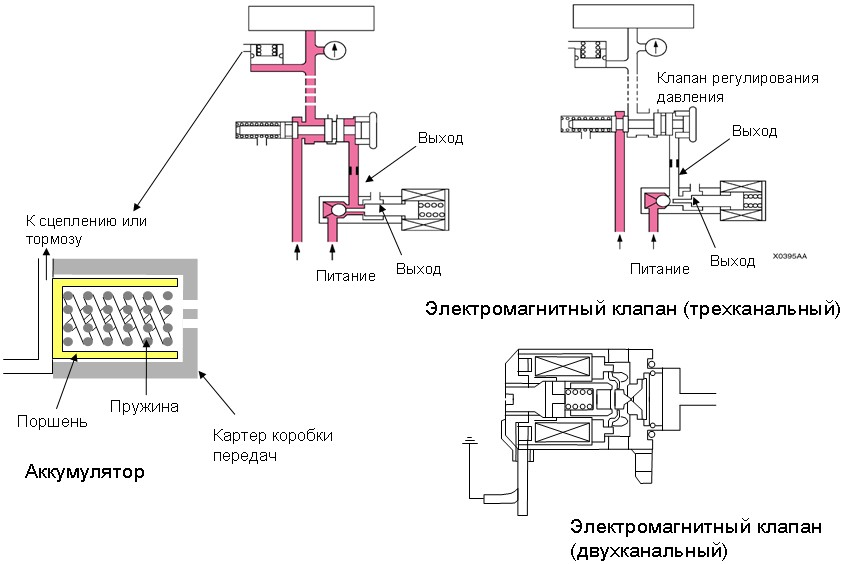 Клапан регулирования
давления
Выход
Выход
К сцеплению или
тормозу
Питание
Выход
Питание
Выход
X0395AA
Электромагнитный клапан (трехканальный)
Поршень
Пружина
Картер коробки
передач
Аккумулятор
Электромагнитный клапан
(двухканальный)